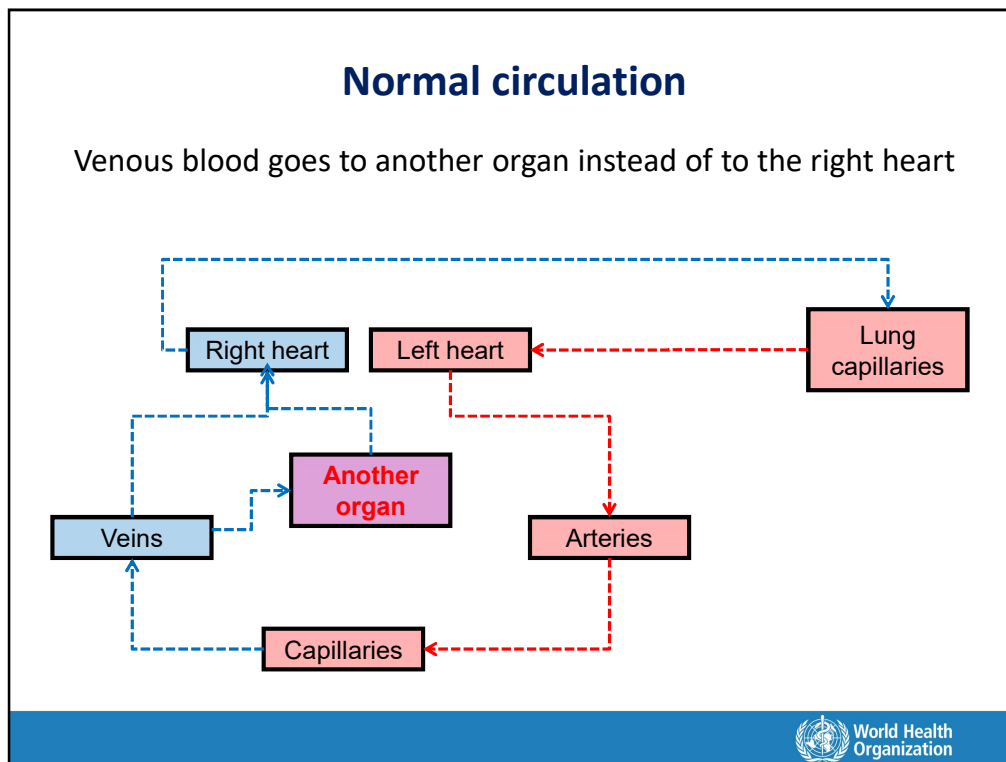 Normal circulation
Venous blood goes to another organ instead of to the right heart
Right heart
Left heart
Lung
capillaries
Another
organ
Veins
Arteries
Capillaries
World Health
Organization